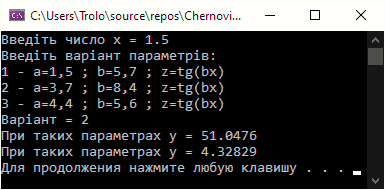 C:\Users\Trolo\source\repos\Chernovi...
Введіть число x = 1.5
Введіть варіант параметрів:
1 - a=1,5 ; b=5,7 ; z=tg(bx)
2 - a=3,7 ; b=8,4 ; z=tg(bx)
3 - a=4,4 ; b=5,6 ; z=tg(bx)
Варіант = 2
При таких параметрах y = 51.0476
При таких параметрах y = 4.32829
Для продолжения нажмите любую клавишу . . .